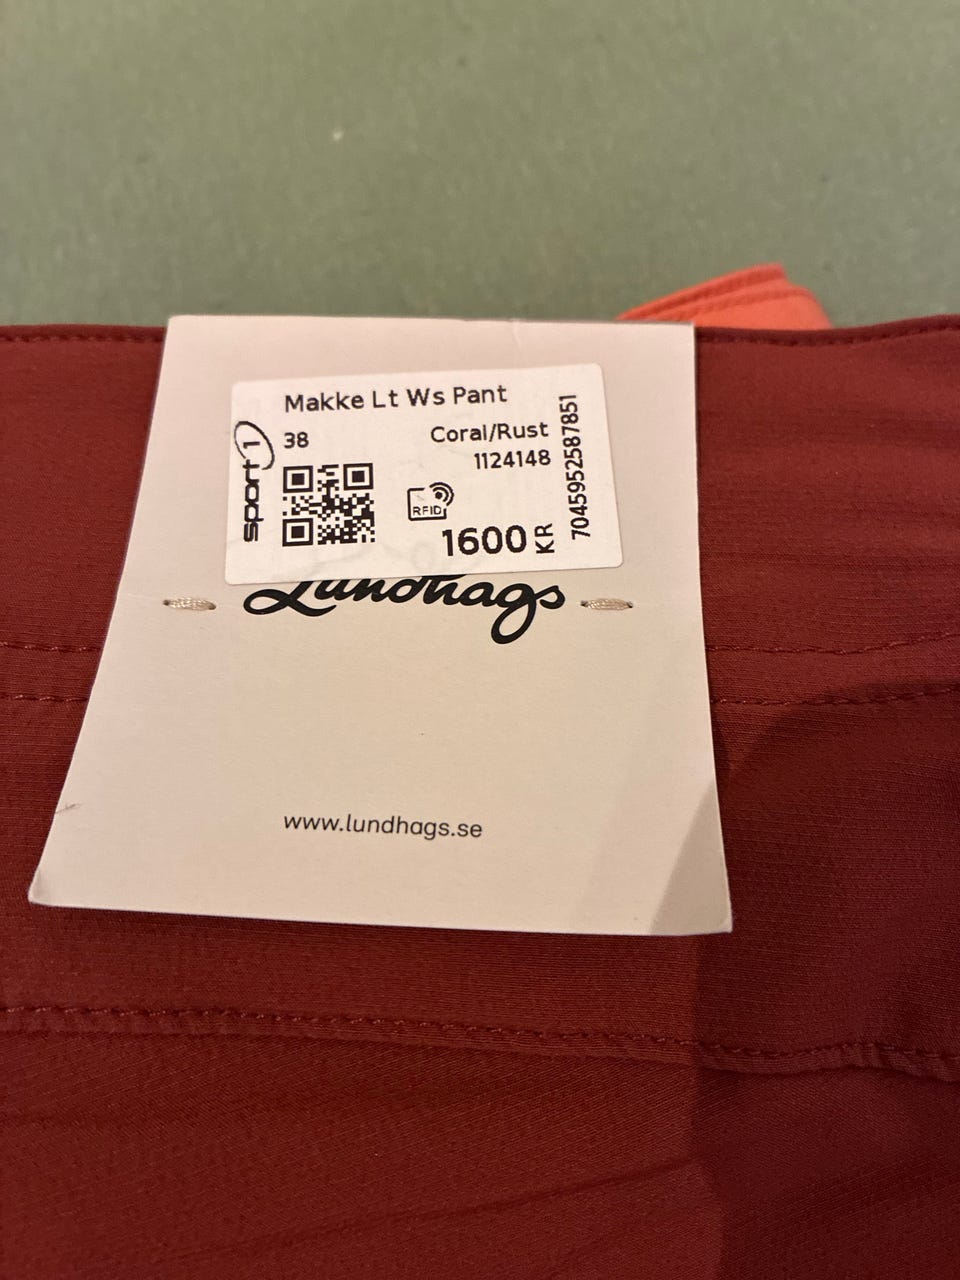 Makke Lt Ws Pant
38
Coral/Rust
1124148
sport 1
RFID
1600 KR
7045952587851
Lundhags
www.lundhags.se